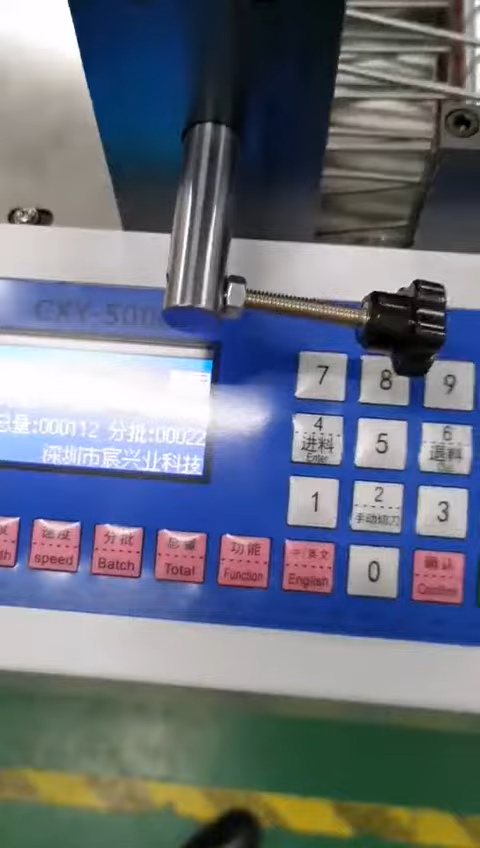 CXY-500
总量:000112 分批:00022
深圳市宸兴业科技
7 8 9
4 进料 Enter
5
6 退料
1
2 手动切刀
3
th
速度 speed
分批 Batch
总量 Total
功能 Function
中/英文 English
0
确认 Confirm